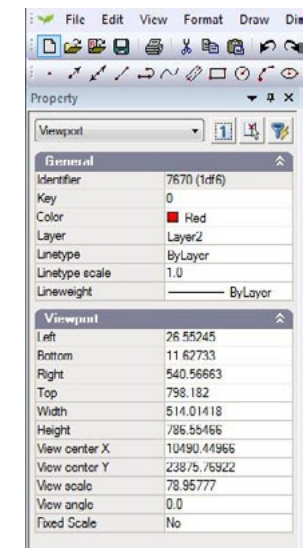 File Edit View Format Draw
Property
Viewport
General
Identifier 7670 (1df6)
Key 0
Color Red
Layer Layer2
Linetype ByLayer
Linetype scale 1.0
Lineweight ByLayer
Viewport
Left 26.55245
Bottom 11.62733
Right 540.56663
Top 798.182
Width 514.01418
Height 786.55466
View center X 10490.44966
View center Y 23875.76922
View scale 78.95777
View angle 0.0
Fixed Scale No